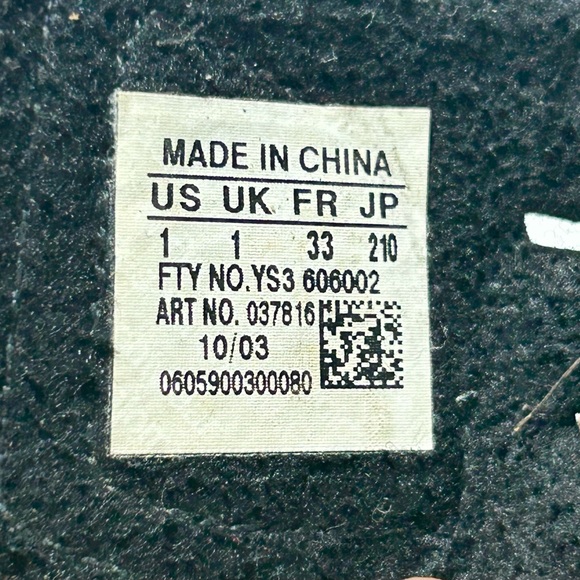 MADE IN CHINA
US UK FR JP
1 1 33 210
FTY NO.YS3 606002
ART NO. 037816
10/03
0605900300080